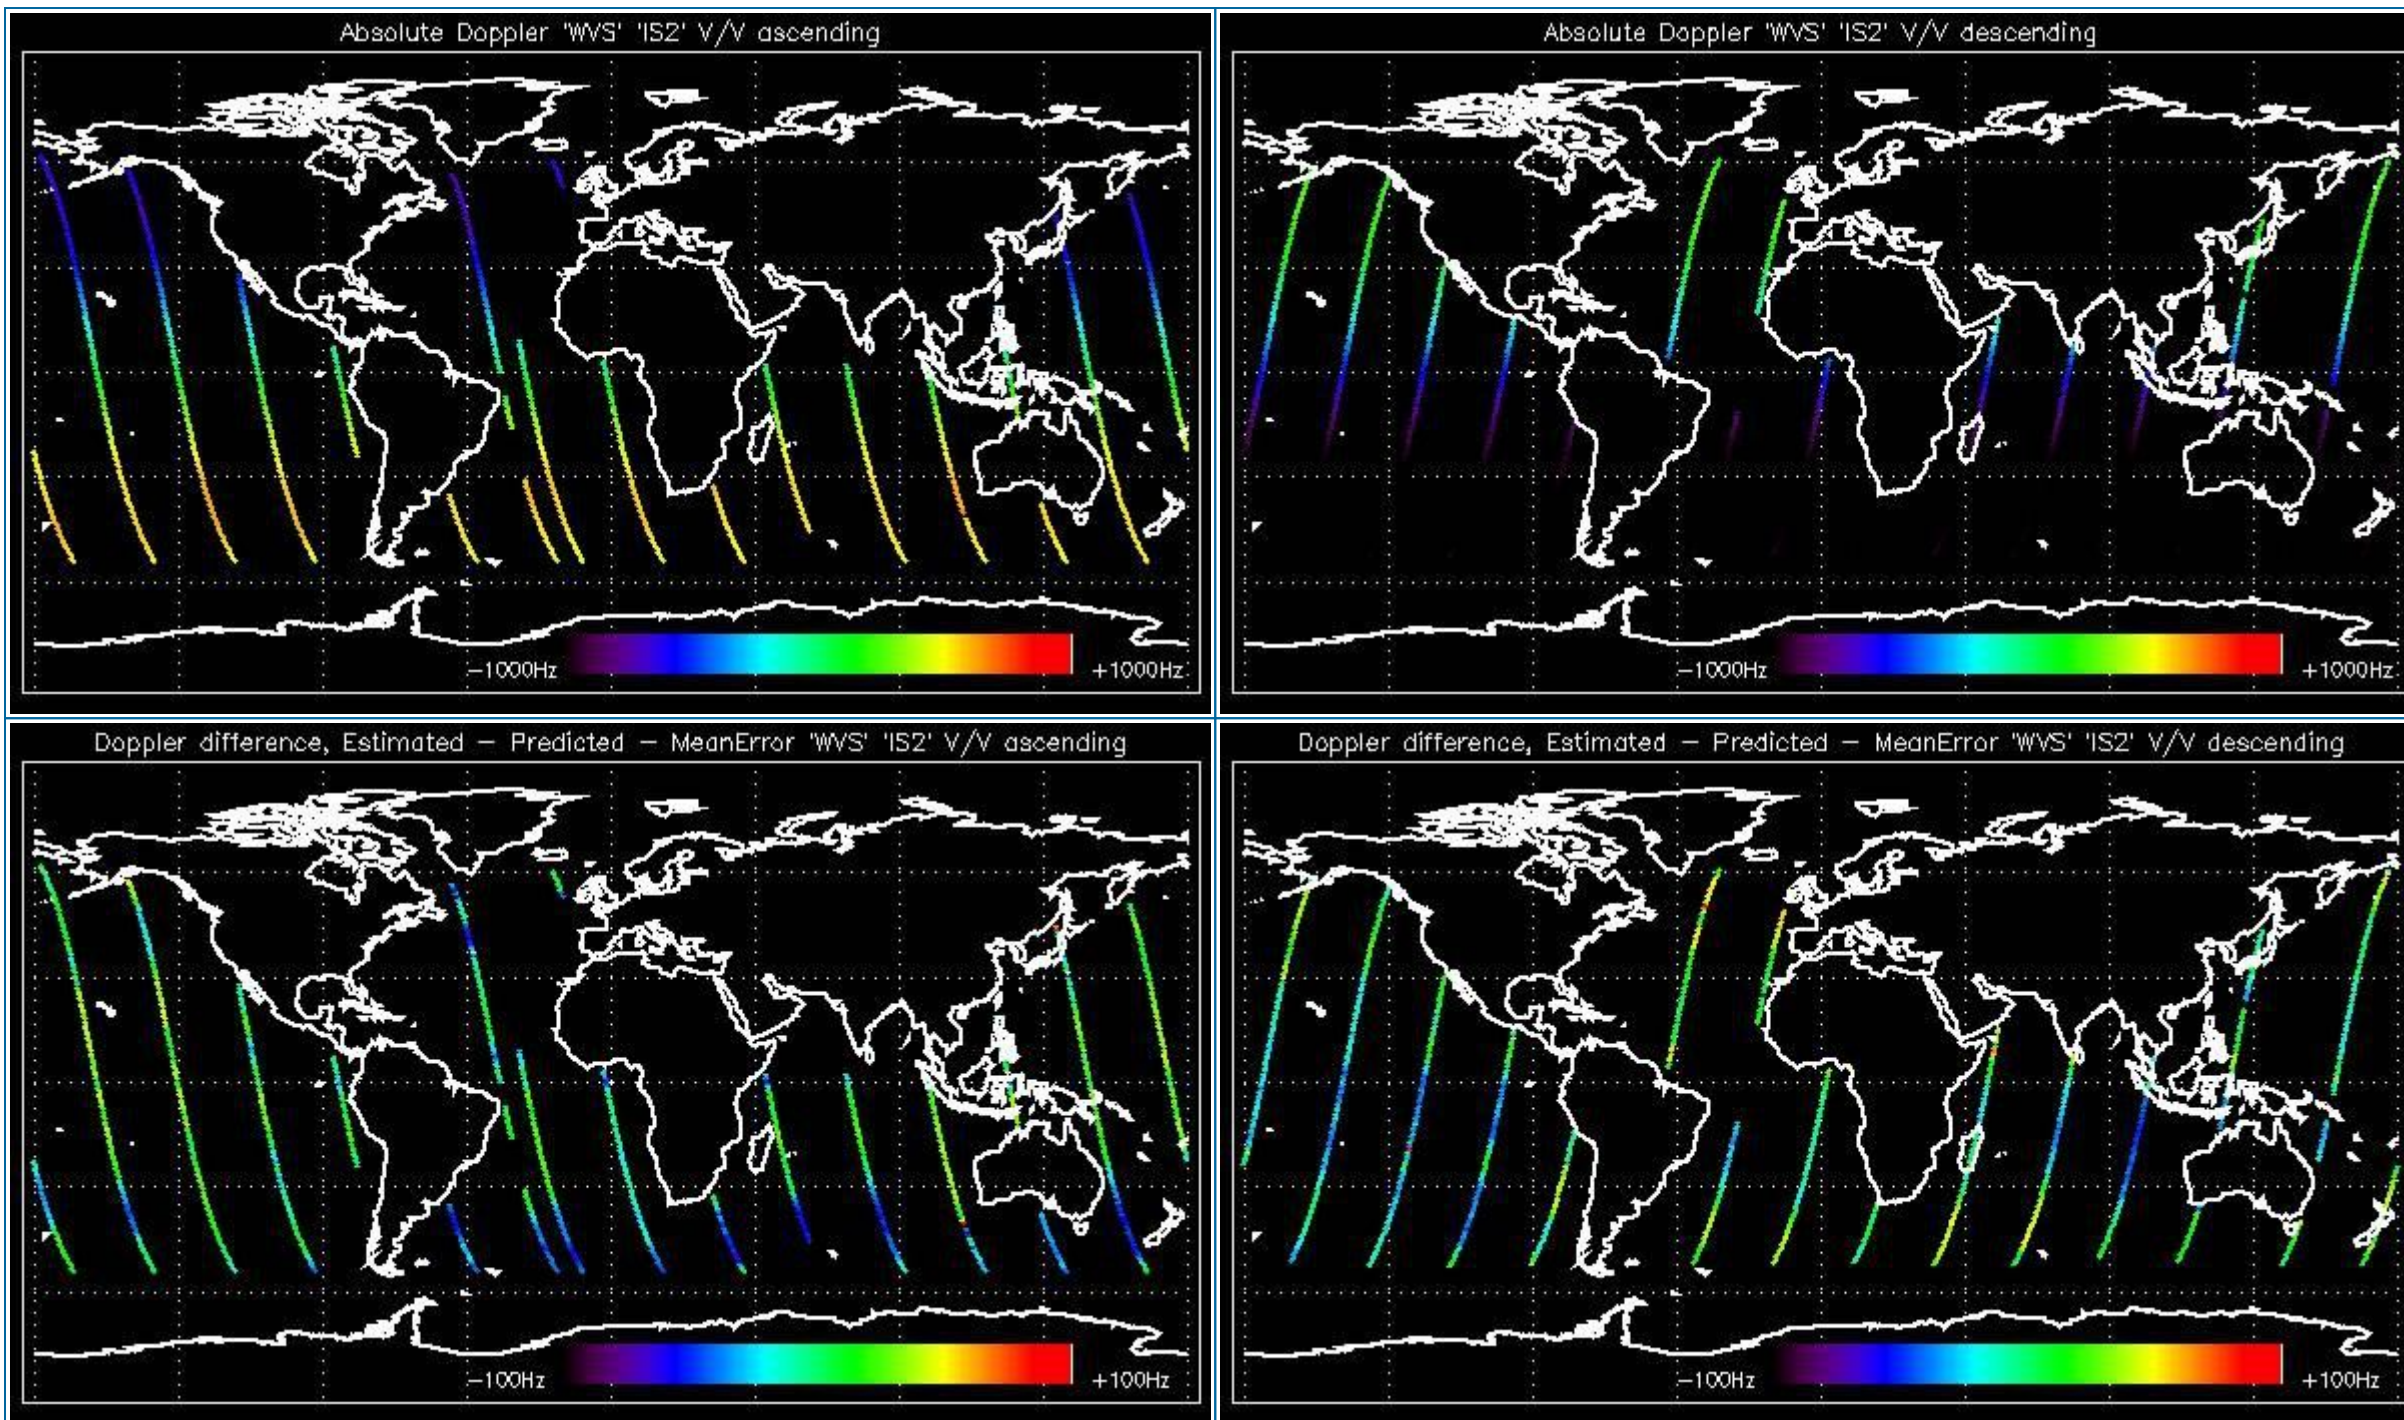 Absolute Doppler 'WVS' 'IS2' V/V ascending
-1000Hz
+1000Hz
Absolute Doppler 'WVS' 'IS2' V/V descending
-1000Hz
+1000Hz
Doppler difference, Estimated – Predicted – MeanError 'WVS' 'IS2' V/V ascending
-100Hz
+100Hz
Doppler difference, Estimated – Predicted – MeanError 'WVS' 'IS2' V/V descending
-100Hz
+100Hz